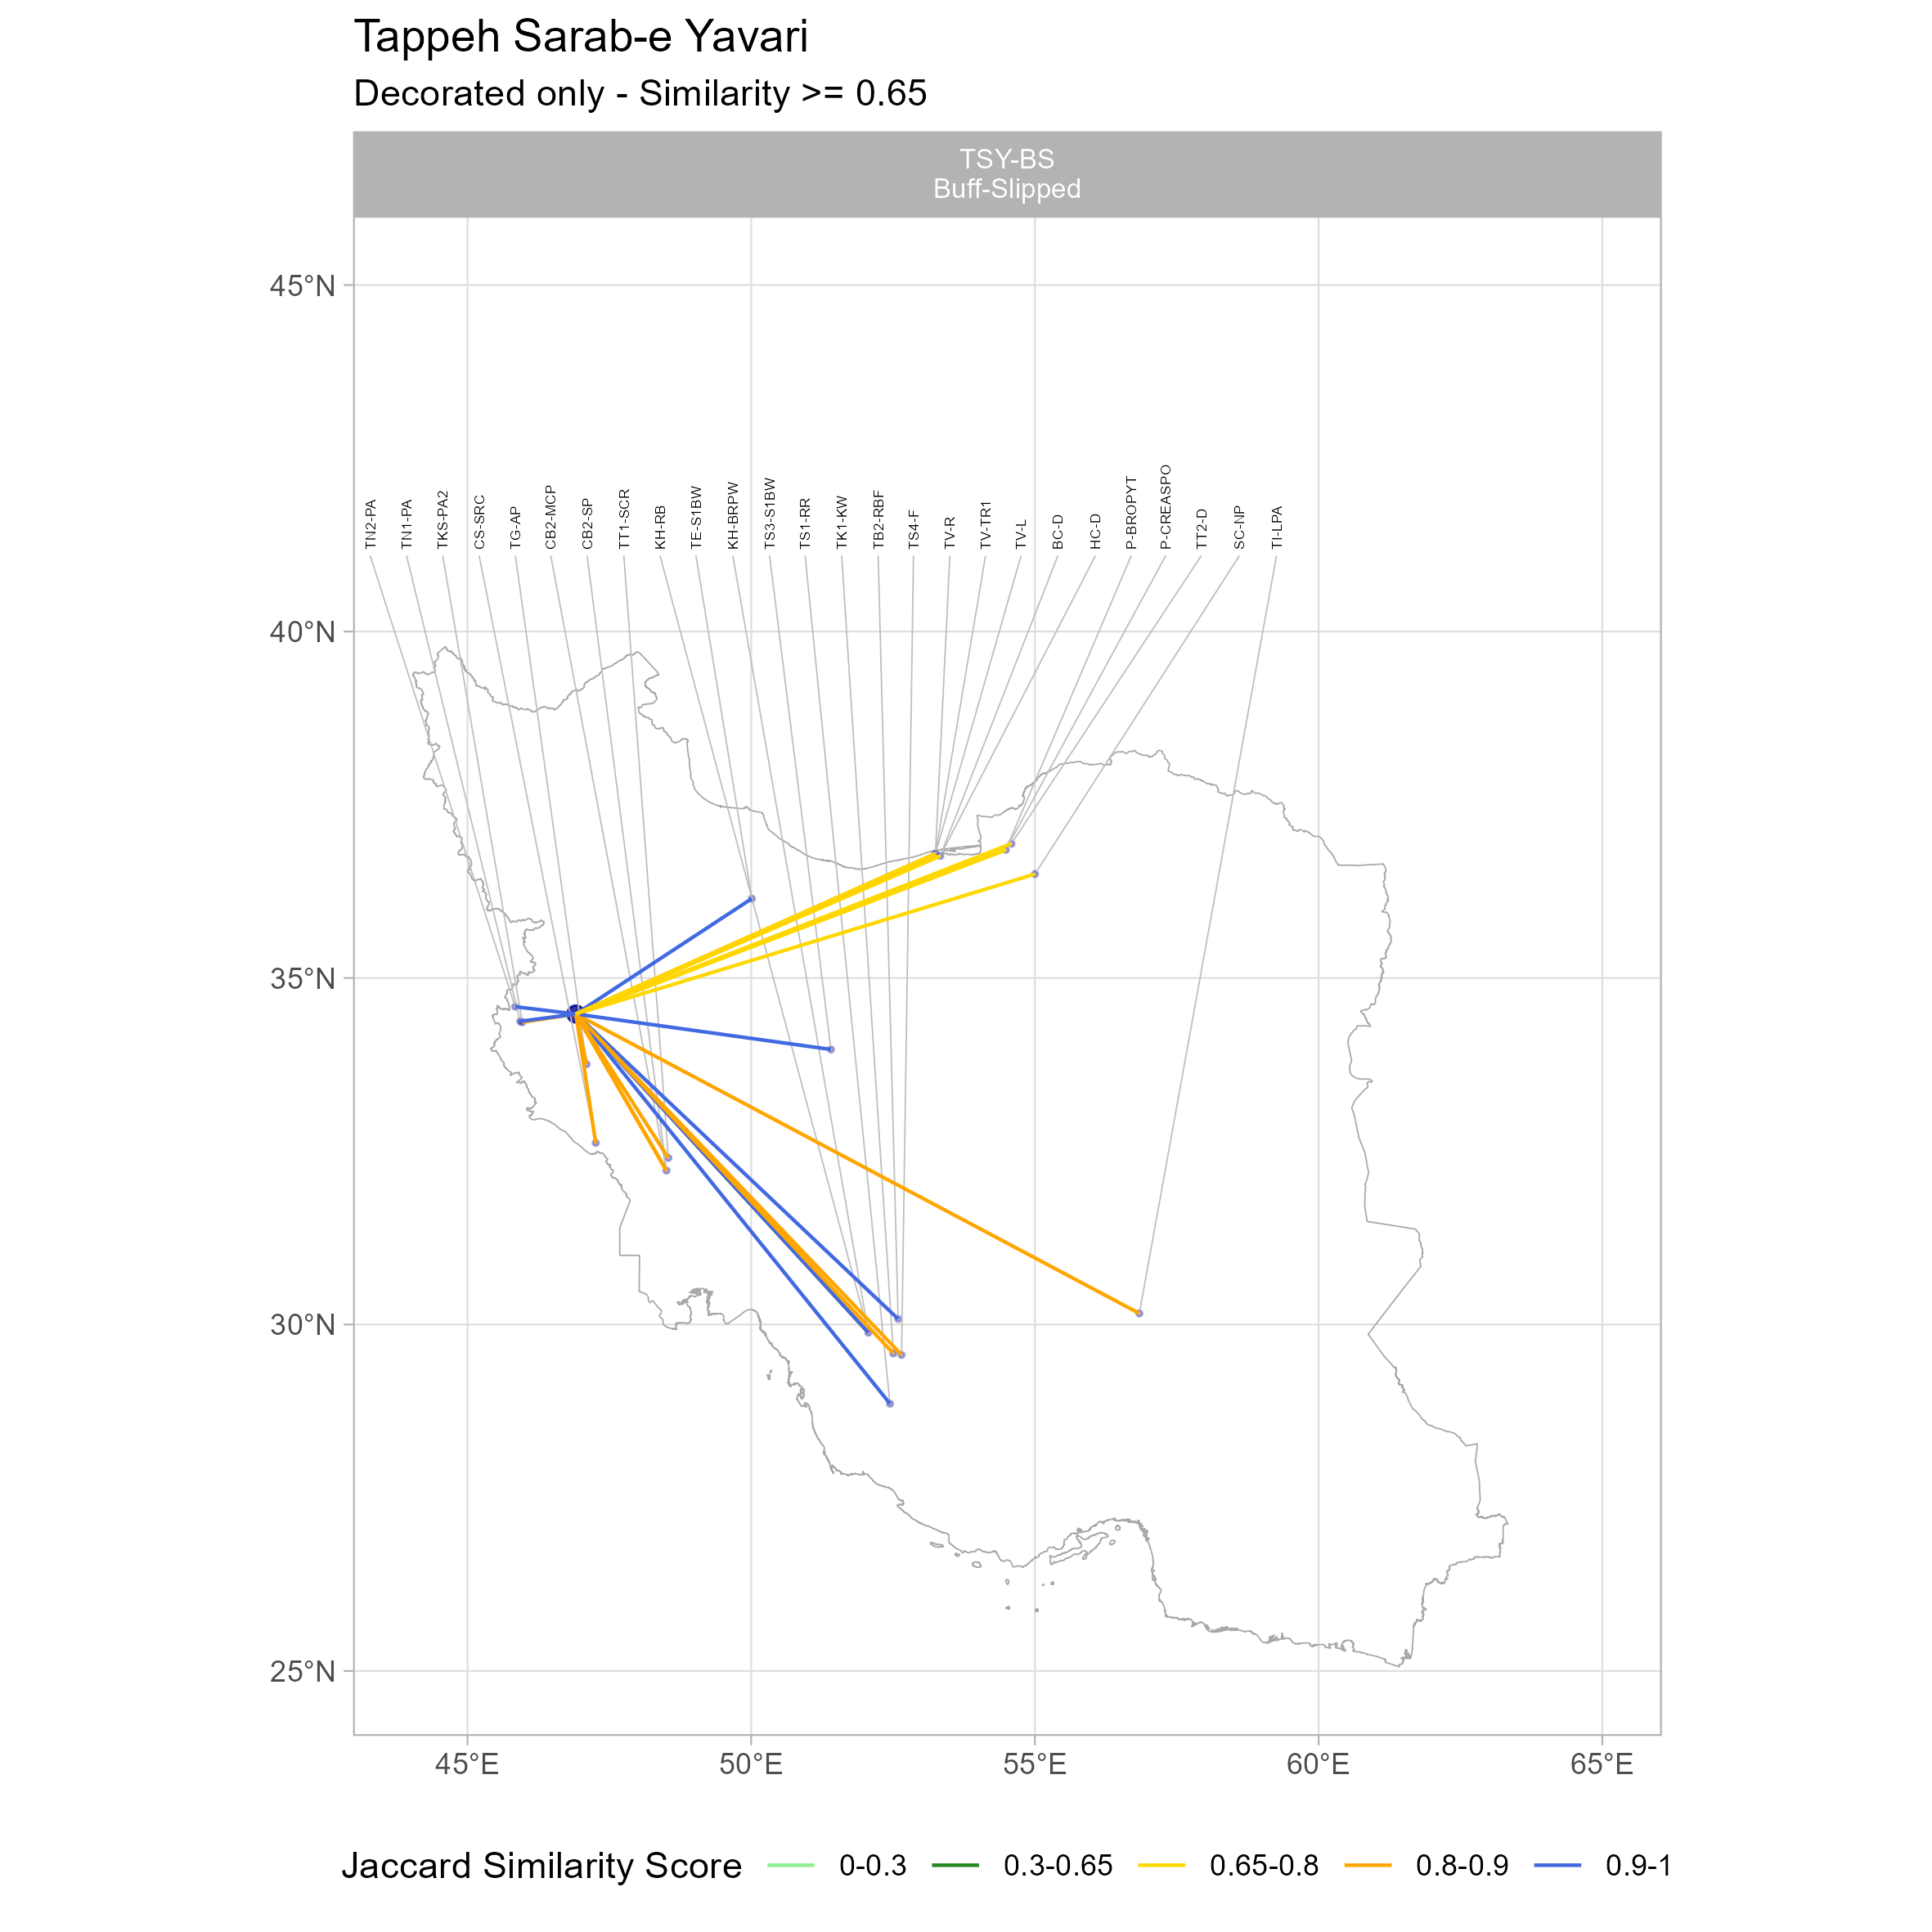 Tappeh Sarab-e Yavari
Decorated only - Similarity >= 0.65
TSY-BS
Buff-Slipped
45°N
40°N
35°N
30°N
25°N
TN2-PA
TN1-PA
TKS-PA2
CS-SRC
TG-AP
CB2-MCP
CB2-SP
TT1-SCR
KH-RB
TE-S1BW
KH-BRPW
TS3-S1BW
TS1-RR
TK1-KW
TB2-RBF
TS4-F
TV-R
TV-TR1
TV-L
BC-D
HC-D
P-BROPYT
P-CREASPO
TT2-D
SC-NP
TI-LPA
45°E 50°E 55°E 60°E 65°E
Jaccard Similarity Score 0-0.3 0.3-0.65 0.65-0.8 0.8-0.9 0.9-1